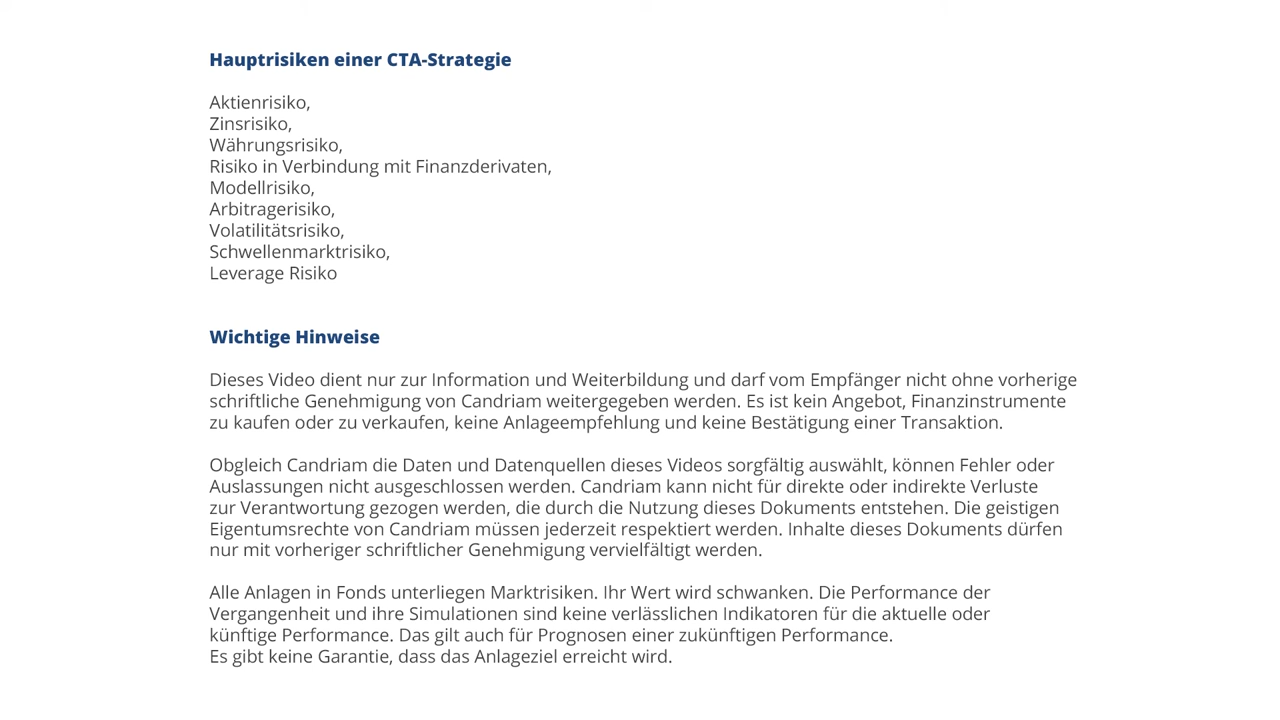 Hauptrisiken einer CTA-Strategie
Aktienrisiko,
Zinsrisiko,
Währungsrisiko,
Risiko in Verbindung mit Finanzderivaten,
Modellrisiko,
Arbitragerisiko,
Volatilitätsrisiko,
Schwellenmarktrisiko,
Leverage Risiko
Wichtige Hinweise
Dieses Video dient nur zur Information und Weiterbildung und darf vom Empfänger nicht ohne vorherige
schriftliche Genehmigung von Candriam weitergegeben werden. Es ist kein Angebot, Finanzinstrumente
zu kaufen oder zu verkaufen, keine Anlageempfehlung und keine Bestätigung einer Transaktion.
Obgleich Candriam die Daten und Datenquellen dieses Videos sorgfältig auswählt, können Fehler oder
Auslassungen nicht ausgeschlossen werden. Candriam kann nicht für direkte oder indirekte Verluste
zur Verantwortung gezogen werden, die durch die Nutzung dieses Dokuments entstehen. Die geistigen
Eigentumsrechte von Candriam müssen jederzeit respektiert werden. Inhalte dieses Dokuments dürfen
nur mit vorheriger schriftlicher Genehmigung vervielfältigt werden.
Alle Anlagen in Fonds unterliegen Marktrisiken. Ihr Wert wird schwanken. Die Performance der
Vergangenheit und ihre Simulationen sind keine verlässlichen Indikatoren für die aktuelle oder
künftige Performance. Das gilt auch für Prognosen einer zukünftigen Performance.
Es gibt keine Garantie, dass das Anlageziel erreicht wird.